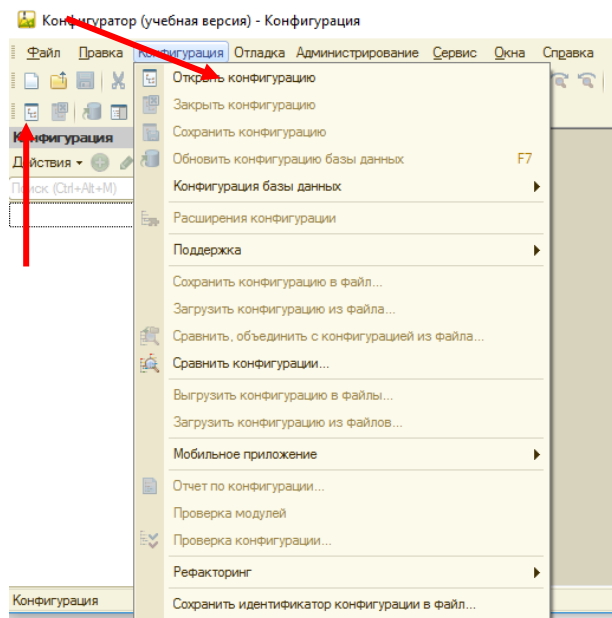 Конфигуратор (учебная версия) - Конфигурация
Файл Правка Конфигурация Отладка Администрирование Сервис Окна Справка
Открыть конфигурацию
Закрыть конфигурацию
Сохранить конфигурацию
Конфигурация
Обновить конфигурацию базы данных F7
Действия
Конфигурация базы данных
Поиск (Ctrl+Alt+M)
Расширения конфигурации
Поддержка
Сохранить конфигурацию в файл...
Загрузить конфигурацию из файла...
Сравнить, объединить с конфигурацией из файла...
Сравнить конфигурации...
Выгрузить конфигурацию в файлы...
Загрузить конфигурацию из файлов...
Мобильное приложение
Отчет по конфигурации...
Проверка модулей
Проверка конфигурации...
Рефакторинг
Конфигурация
Сохранить идентификатор конфигурации в файл...